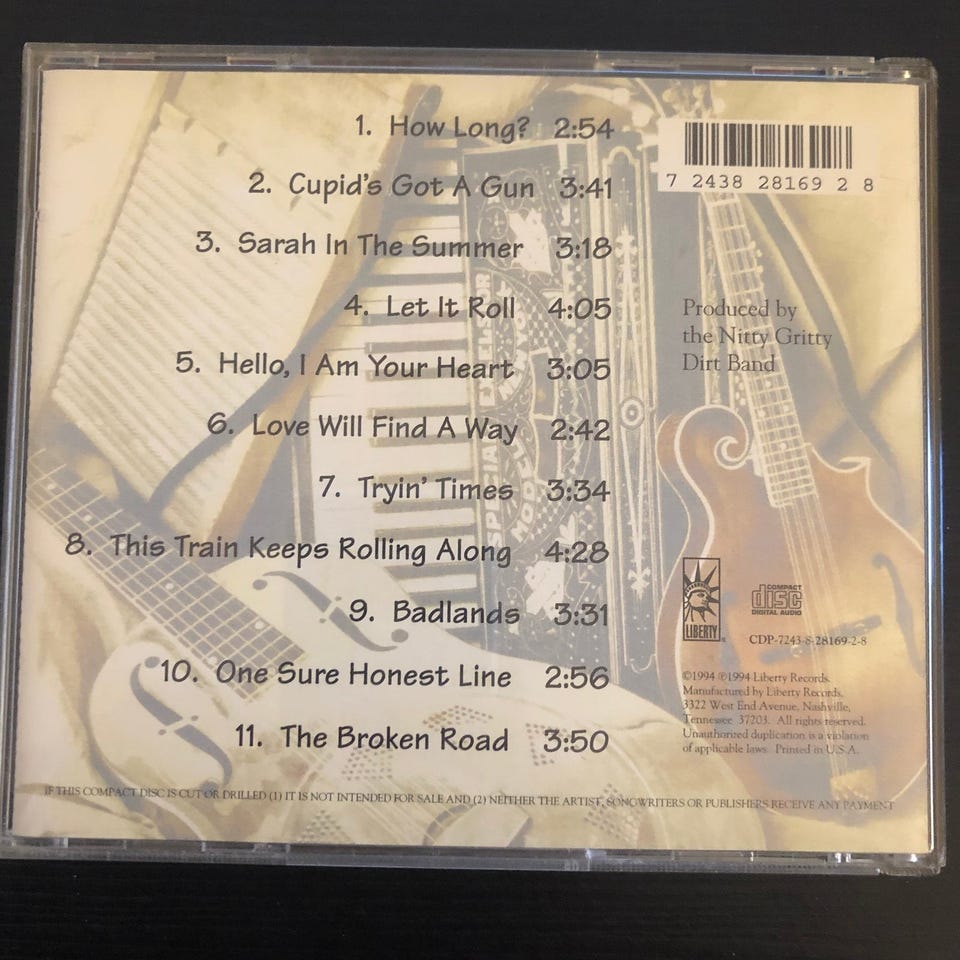 1. How Long? 2:54
2. Cupid's Got A Gun 3:41
3. Sarah In The Summer 3:18
4. Let It Roll 4:05
5. Hello, I Am Your Heart 3:05
6. Love Will Find A Way 2:42
7. Tryin' Times 3:34
8. This Train Keeps Rolling Along 4:28
9. Badlands 3:31
10. One Sure Honest Line 2:56
11. The Broken Road 3:50
7 2438 28169 2 8
Produced by
the Nitty Gritty
Dirt Band
SPECIAL
MODEL
LIBERTY
COMPACT
disc
DIGITAL AUDIO
CDP-7243-8-28169-2-8
©1994 ℗1994 Liberty Records.
Manufactured by Liberty Records,
3322 West End Avenue, Nashville,
Tennessee 37203. All rights reserved.
Unauthorized duplication is a violation
of applicable laws. Printed in U.S.A.
IF THIS COMPACT DISC IS CUT OR DRILLED (1) IT IS NOT INTENDED FOR SALE AND (2) NEITHER THE ARTIST, SONGWRITERS OR PUBLISHERS RECEIVE ANY PAYMENT